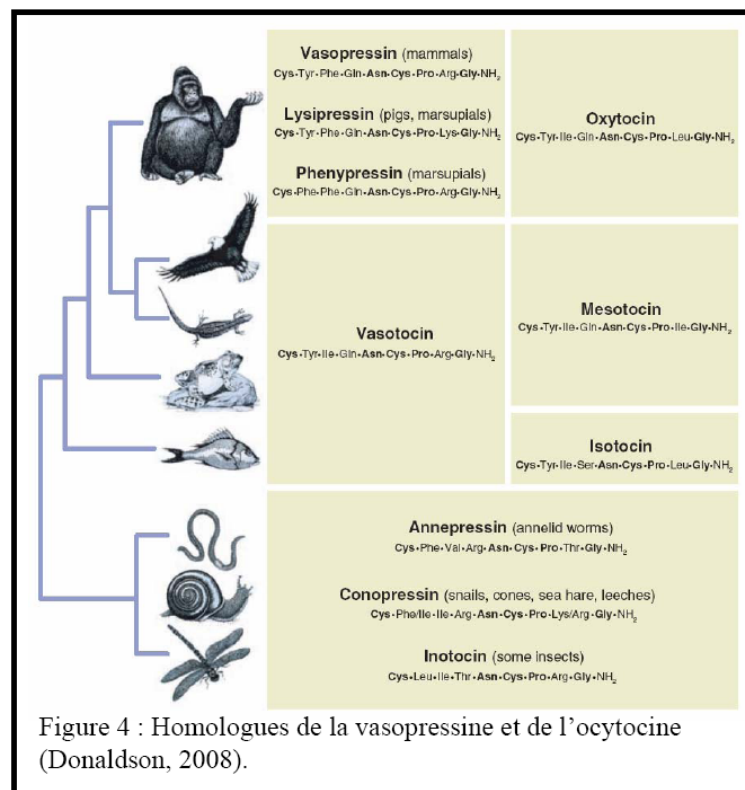 Vasopressin (mammals)
Cys·Tyr·Phe·Gln·Asn·Cys·Pro·Arg·Gly·NH₂
Lysipressin (pigs, marsupials)
Cys·Tyr·Phe·Gln·Asn·Cys·Pro·Lys·Gly·NH₂
Phenypressin (marsupials)
Cys·Phe·Phe·Gln·Asn·Cys·Pro·Arg·Gly·NH₂
Oxytocin
Cys·Tyr·Ile·Gln·Asn·Cys·Pro·Leu·Gly·NH₂
Vasotocin
Cys·Tyr·Ile·Gln·Asn·Cys·Pro·Arg·Gly·NH₂
Mesotocin
Cys·Tyr·Ile·Gln·Asn·Cys·Pro·Ile·Gly·NH₂
Isotocin
Cys·Tyr·Ile·Ser·Asn·Cys·Pro·Leu·Gly·NH₂
Annepressin (annelid worms)
Cys·Phe·Val·Arg·Asn·Cys·Pro·Thr·Gly·NH₂
Conopressin (snails, cones, sea hare, leeches)
Cys·Phe/Ile·Ile·Arg·Asn·Cys·Pro·Lys/Arg·Gly·NH₂
Inotocin (some insects)
Cys·Leu·Ile·Thr·Asn·Cys·Pro·Arg·Gly·NH₂
Figure 4 : Homologues de la vasopressine et de l’ocytocine
(Donaldson, 2008).